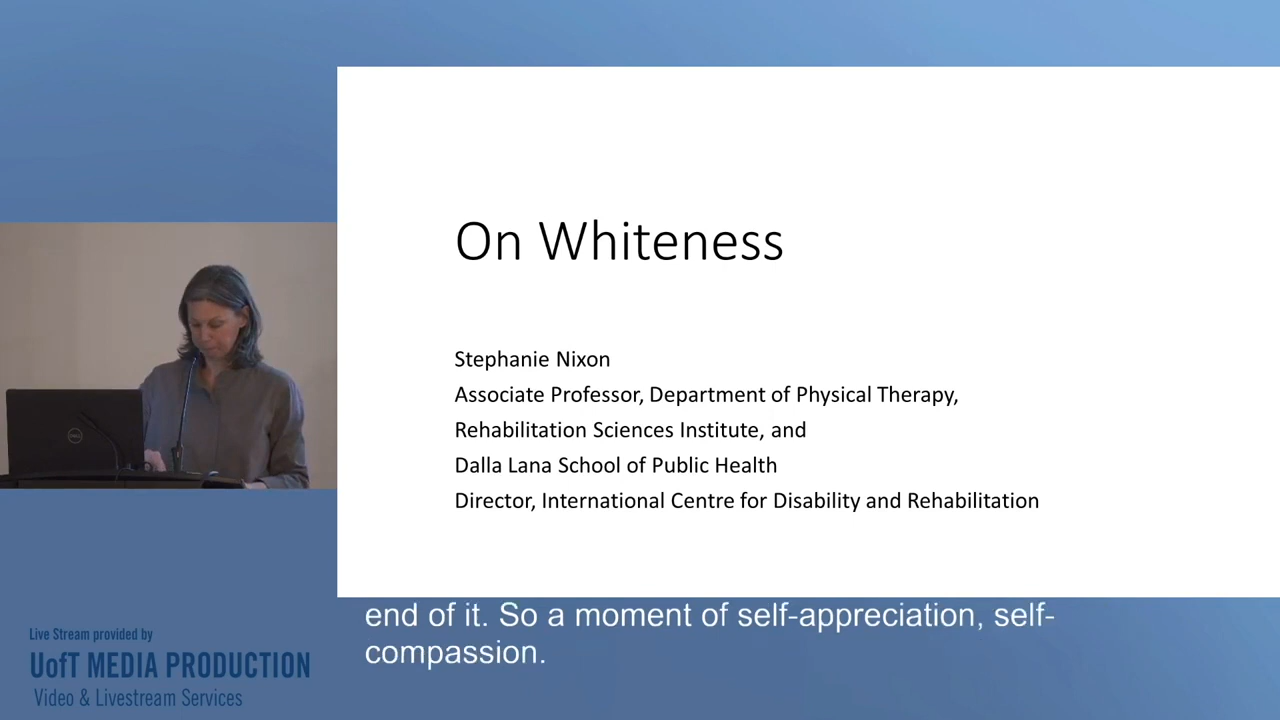 On Whiteness
Stephanie Nixon
Associate Professor, Department of Physical Therapy,
Rehabilitation Sciences Institute, and
Dalla Lana School of Public Health
Director, International Centre for Disability and Rehabilitation
end of it. So a moment of self-appreciation, self-
compassion.
Live Stream provided by
UofT MEDIA PRODUCTION
Video & Livestream Services
DELL